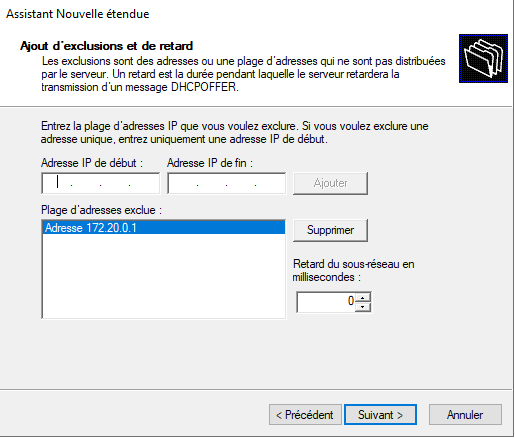 Assistant Nouvelle étendue
Ajout d'exclusions et de retard
Les exclusions sont des adresses ou une plage d'adresses qui ne sont pas distribuées
par le serveur. Un retard est la durée pendant laquelle le serveur retardera la
transmission d'un message DHCPOFFER.
Entrez la plage d'adresses IP que vous voulez exclure. Si vous voulez exclure une
adresse unique, entrez uniquement une adresse IP de début.
Adresse IP de début : Adresse IP de fin :
Ajouter
Plage d'adresses exclue :
Adresse 172.20.0.1
Supprimer
Retard du sous-réseau en
millisecondes :
0
< Précédent Suivant > Annuler